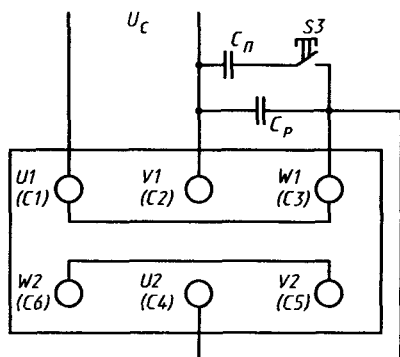 U_C
C_П
S3
C_P
U1 V1 W1
(C1) (C2) (C3)
W2 U2 V2
(C6) (C4) (C5)